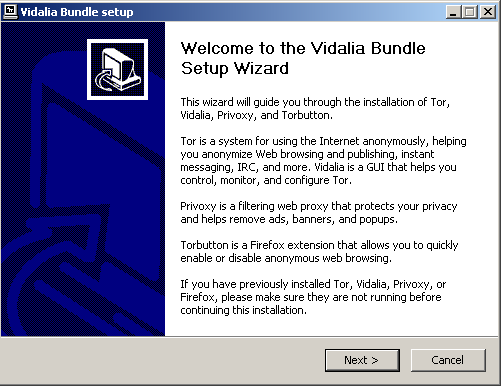 Vidalia Bundle setup
Welcome to the Vidalia Bundle
Setup Wizard
This wizard will guide you through the installation of Tor,
Vidalia, Privoxy, and Torbutton.
Tor is a system for using the Internet anonymously, helping
you anonymize Web browsing and publishing, instant
messaging, IRC, and more. Vidalia is a GUI that helps you
control, monitor, and configure Tor.
Privoxy is a filtering web proxy that protects your privacy
and helps remove ads, banners, and popups.
Torbutton is a Firefox extension that allows you to quickly
enable or disable anonymous web browsing.
If you have previously installed Tor, Vidalia, Privoxy, or
Firefox, please make sure they are not running before
continuing this installation.
Next >
Cancel